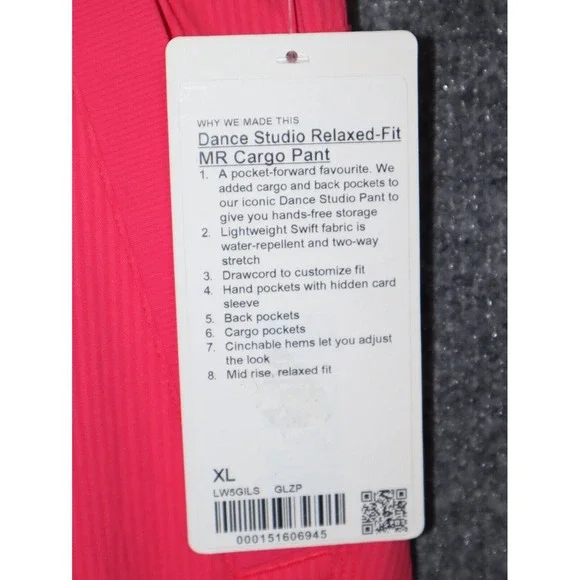 WHY WE MADE THIS
Dance Studio Relaxed-Fit
MR Cargo Pant
1. A pocket-forward favourite. We
added cargo and back pockets to
our iconic Dance Studio Pant to
give you hands-free storage
2. Lightweight Swift fabric is
water-repellent and two-way
stretch
3. Drawcord to customize fit
4. Hand pockets with hidden card
sleeve
5. Back pockets
6. Cargo pockets
7. Cinchable hems let you adjust
the look
8. Mid rise, relaxed fit
XL
LW5GILS GLZP
000151606945